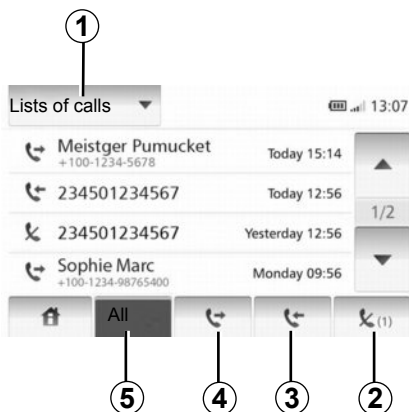 1
Lists of calls
13:07
Meistger Pumucket
Today 15:14
+100-1234-5678
234501234567
Today 12:56
1/2
234501234567
Yesterday 12:56
Sophie Marc
Monday 09:56
+100-1234-98765400
All
(1)
5
4
3
2